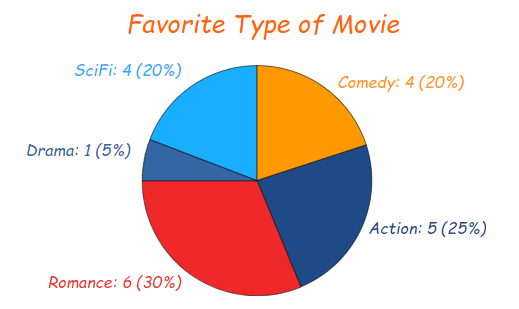 Favorite Type of Movie
SciFi: 4 (20%)
Comedy: 4 (20%)
Drama: 1 (5%)
Action: 5 (25%)
Romance: 6 (30%)